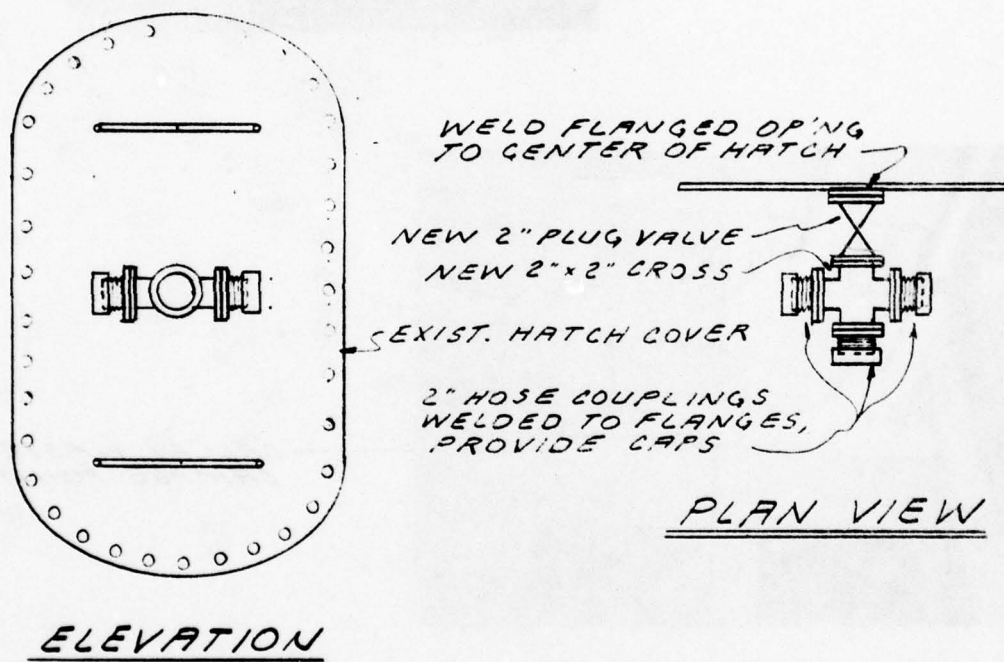 WELD FLANGED OP'NG
TO CENTER OF HATCH
NEW 2" PLUG VALVE
NEW 2" x 2" CROSS
EXIST. HATCH COVER
2" HOSE COUPLINGS
WELDED TO FLANGES,
PROVIDE CAPS
PLAN VIEW
ELEVATION